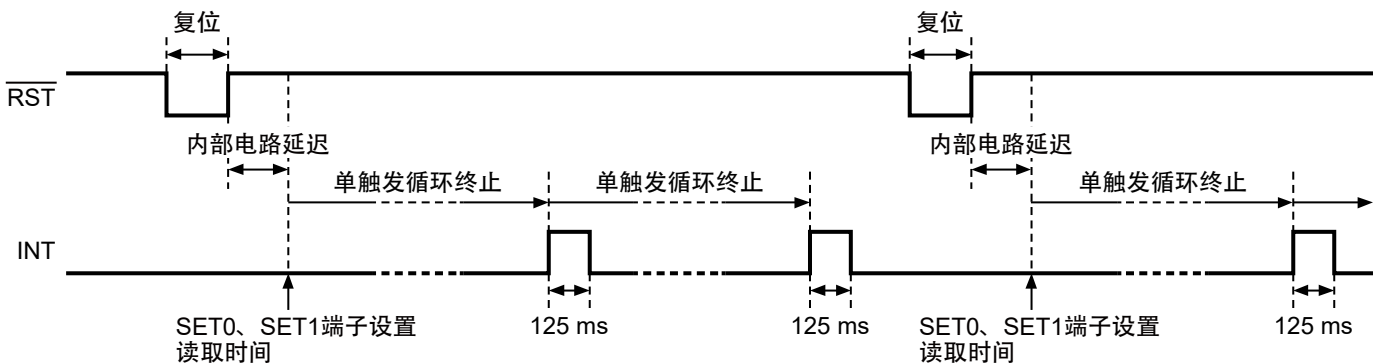 复位
复位
RST
内部电路延迟
内部电路延迟
单触发循环终止
单触发循环终止
单触发循环终止
INT
SET0、SET1端子设置
读取时间
125 ms
125 ms
SET0、SET1端子设置
读取时间
125 ms